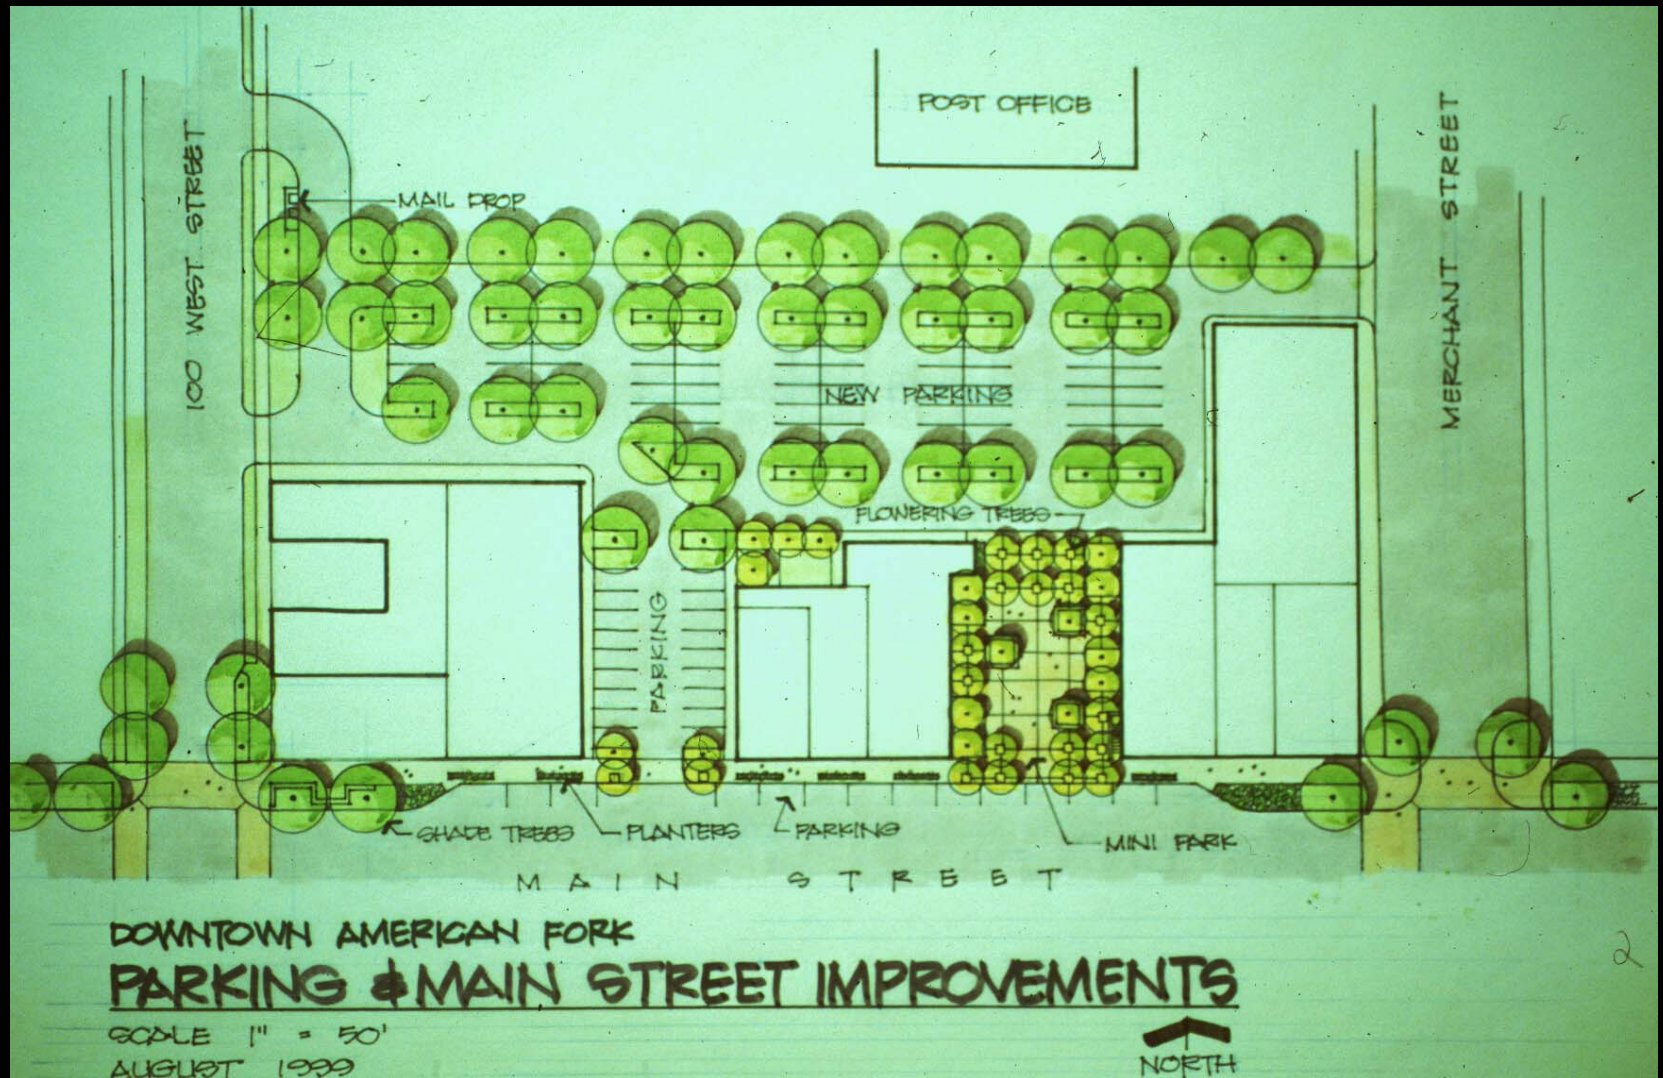 POST OFFICE
100 WEST STREET
MERCHANT STREET
MAIL DROP
NEW PARKING
FLOWERING TREES
PARKING
SHADE TREES
PLANTERS
PARKING
MINI PARK
MAIN STREET
DOWNTOWN AMERICAN FORK
PARKING & MAIN STREET IMPROVEMENTS
SCALE 1" = 50'
AUGUST 1999
NORTH
2